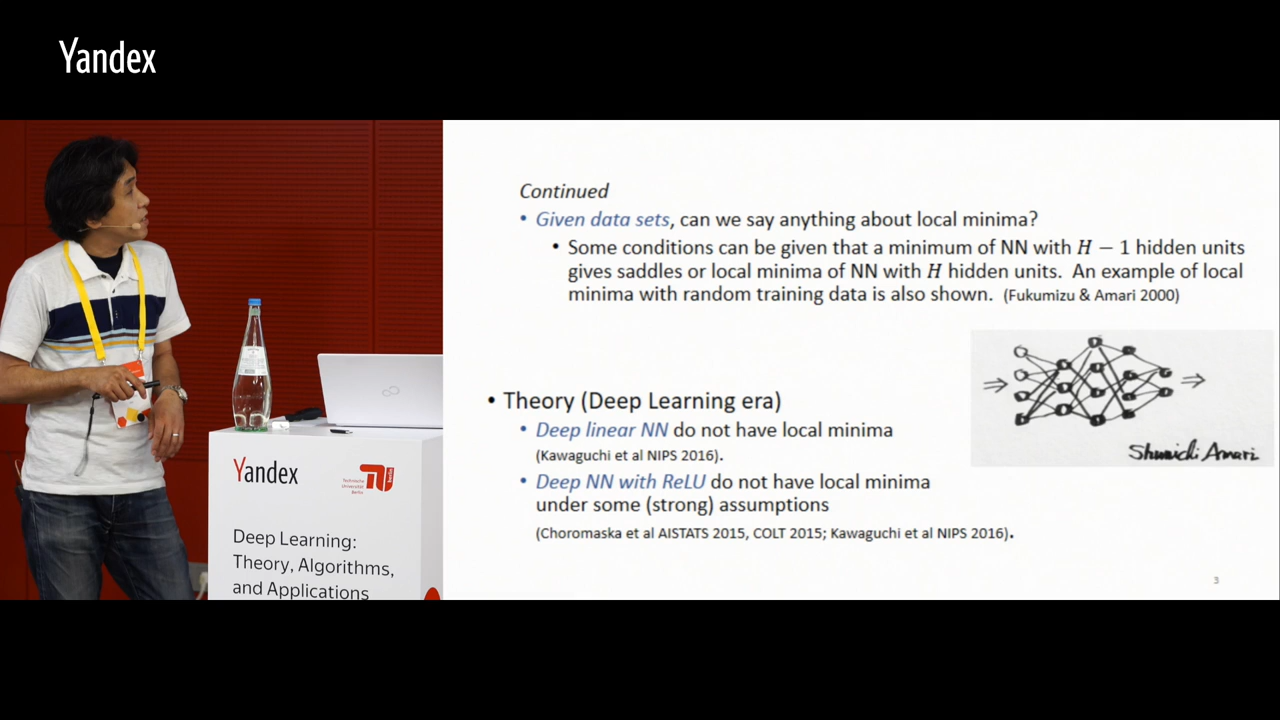 Yandex
Continued
• Given data sets, can we say anything about local minima?
• Some conditions can be given that a minimum of NN with H − 1 hidden units
gives saddles or local minima of NN with H hidden units. An example of local
minima with random training data is also shown. (Fukumizu & Amari 2000)
• Theory (Deep Learning era)
• Deep linear NN do not have local minima
(Kawaguchi et al NIPS 2016).
• Deep NN with ReLU do not have local minima
under some (strong) assumptions
(Choromaska et al AISTATS 2015, COLT 2015; Kawaguchi et al NIPS 2016).
Shunichi Amari
3
Yandex
Technische
Universität
Berlin
berlin
Deep Learning:
Theory, Algorithms,
and Applications